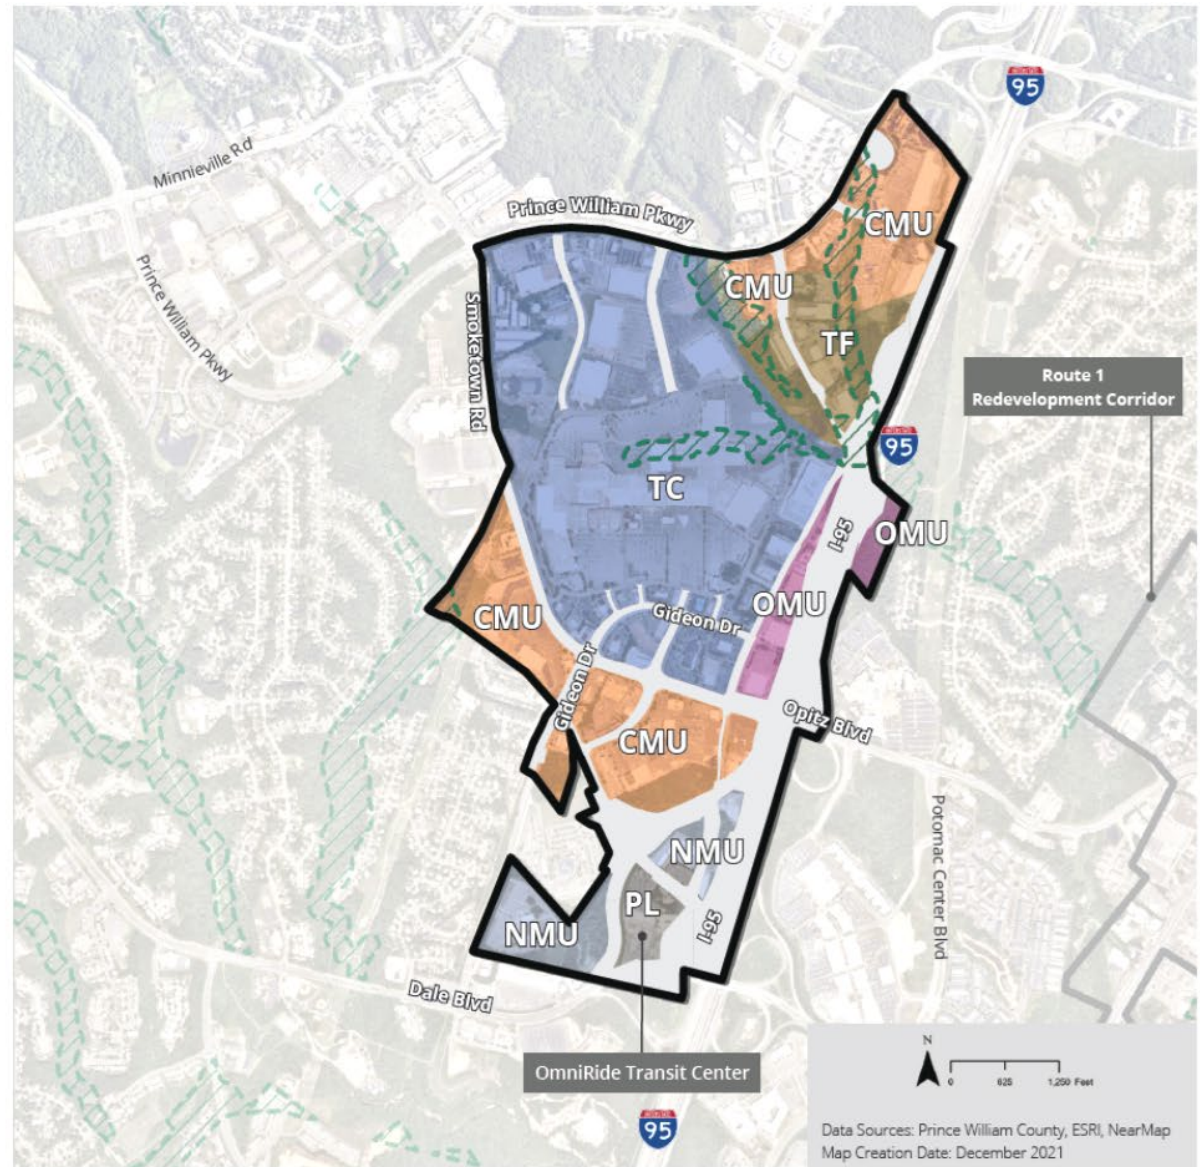 95
Minnieville Rd
Prince William Pkwy
CMU
Prince William Pkwy
CMU
Smoketown Rd
TF
Route 1
Redevelopment Corridor
95
TC
I-95
OMU
OMU
CMU
Gideon Dr
Gideon Dr
Opitz Blvd
CMU
Potomac Center Blvd
NMU
PL
I-95
NMU
Dale Blvd
OmniRide Transit Center
95
N
0 625 1,250 Feet
Data Sources: Prince William County, ESRI, NearMap
Map Creation Date: December 2021